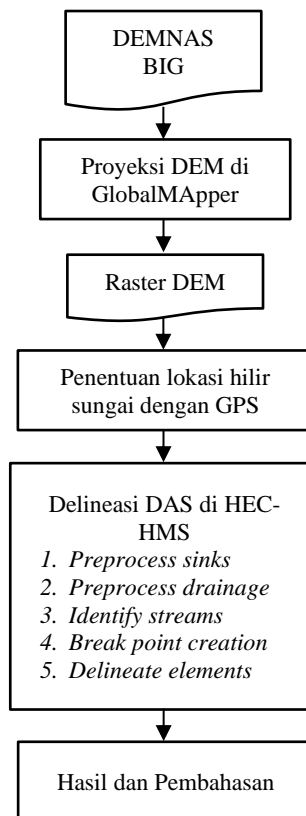 DEMNAS
BIG
Proyeksi DEM di
GlobalMApper
Raster DEM
Penentuan lokasi hilir
sungai dengan GPS
Delineasi DAS di HEC-
HMS
1. Preprocess sinks
2. Preprocess drainage
3. Identify streams
4. Break point creation
5. Delineate elements
Hasil dan Pembahasan